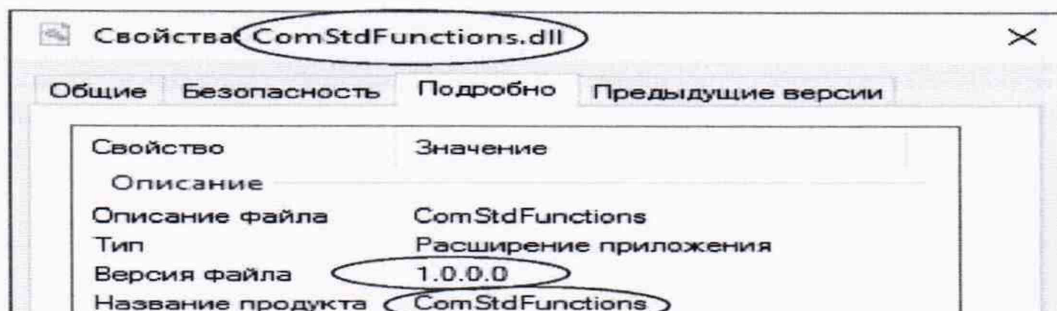 Свойства: ComStdFunctions.dll
Общие Безопасность Подробно Предыдущие версии
Свойство Значение
Описание
Описание файла ComStdFunctions
Тип Расширение приложения
Версия файла 1.0.0.0
Название продукта ComStdFunctions